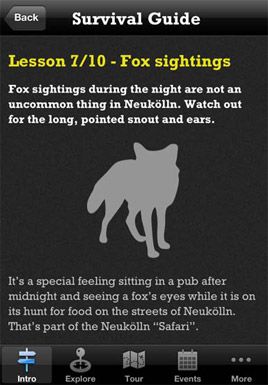 Back
Survival Guide
Lesson 7/10 - Fox sightings
Fox sightings during the night are not an
uncommon thing in Neukölln. Watch out
for the long, pointed snout and ears.
It's a special feeling sitting in a pub after
midnight and seeing a fox's eyes while it is on
its hunt for food on the streets of Neukölln.
That's part of the Neukölln “Safari”.
Intro Explore Tour Events More